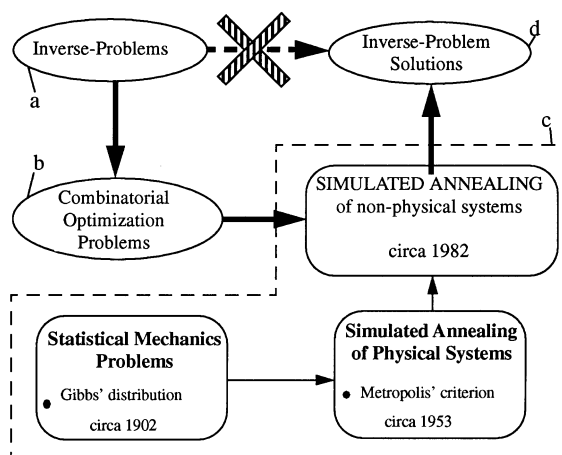 Inverse-Problems
a
Inverse-Problem
Solutions
d
c
b
Combinatorial
Optimization
Problems
SIMULATED ANNEALING
of non-physical systems
circa 1982
Statistical Mechanics
Problems
• Gibbs' distribution
circa 1902
Simulated Annealing
of Physical Systems
• Metropolis' criterion
circa 1953